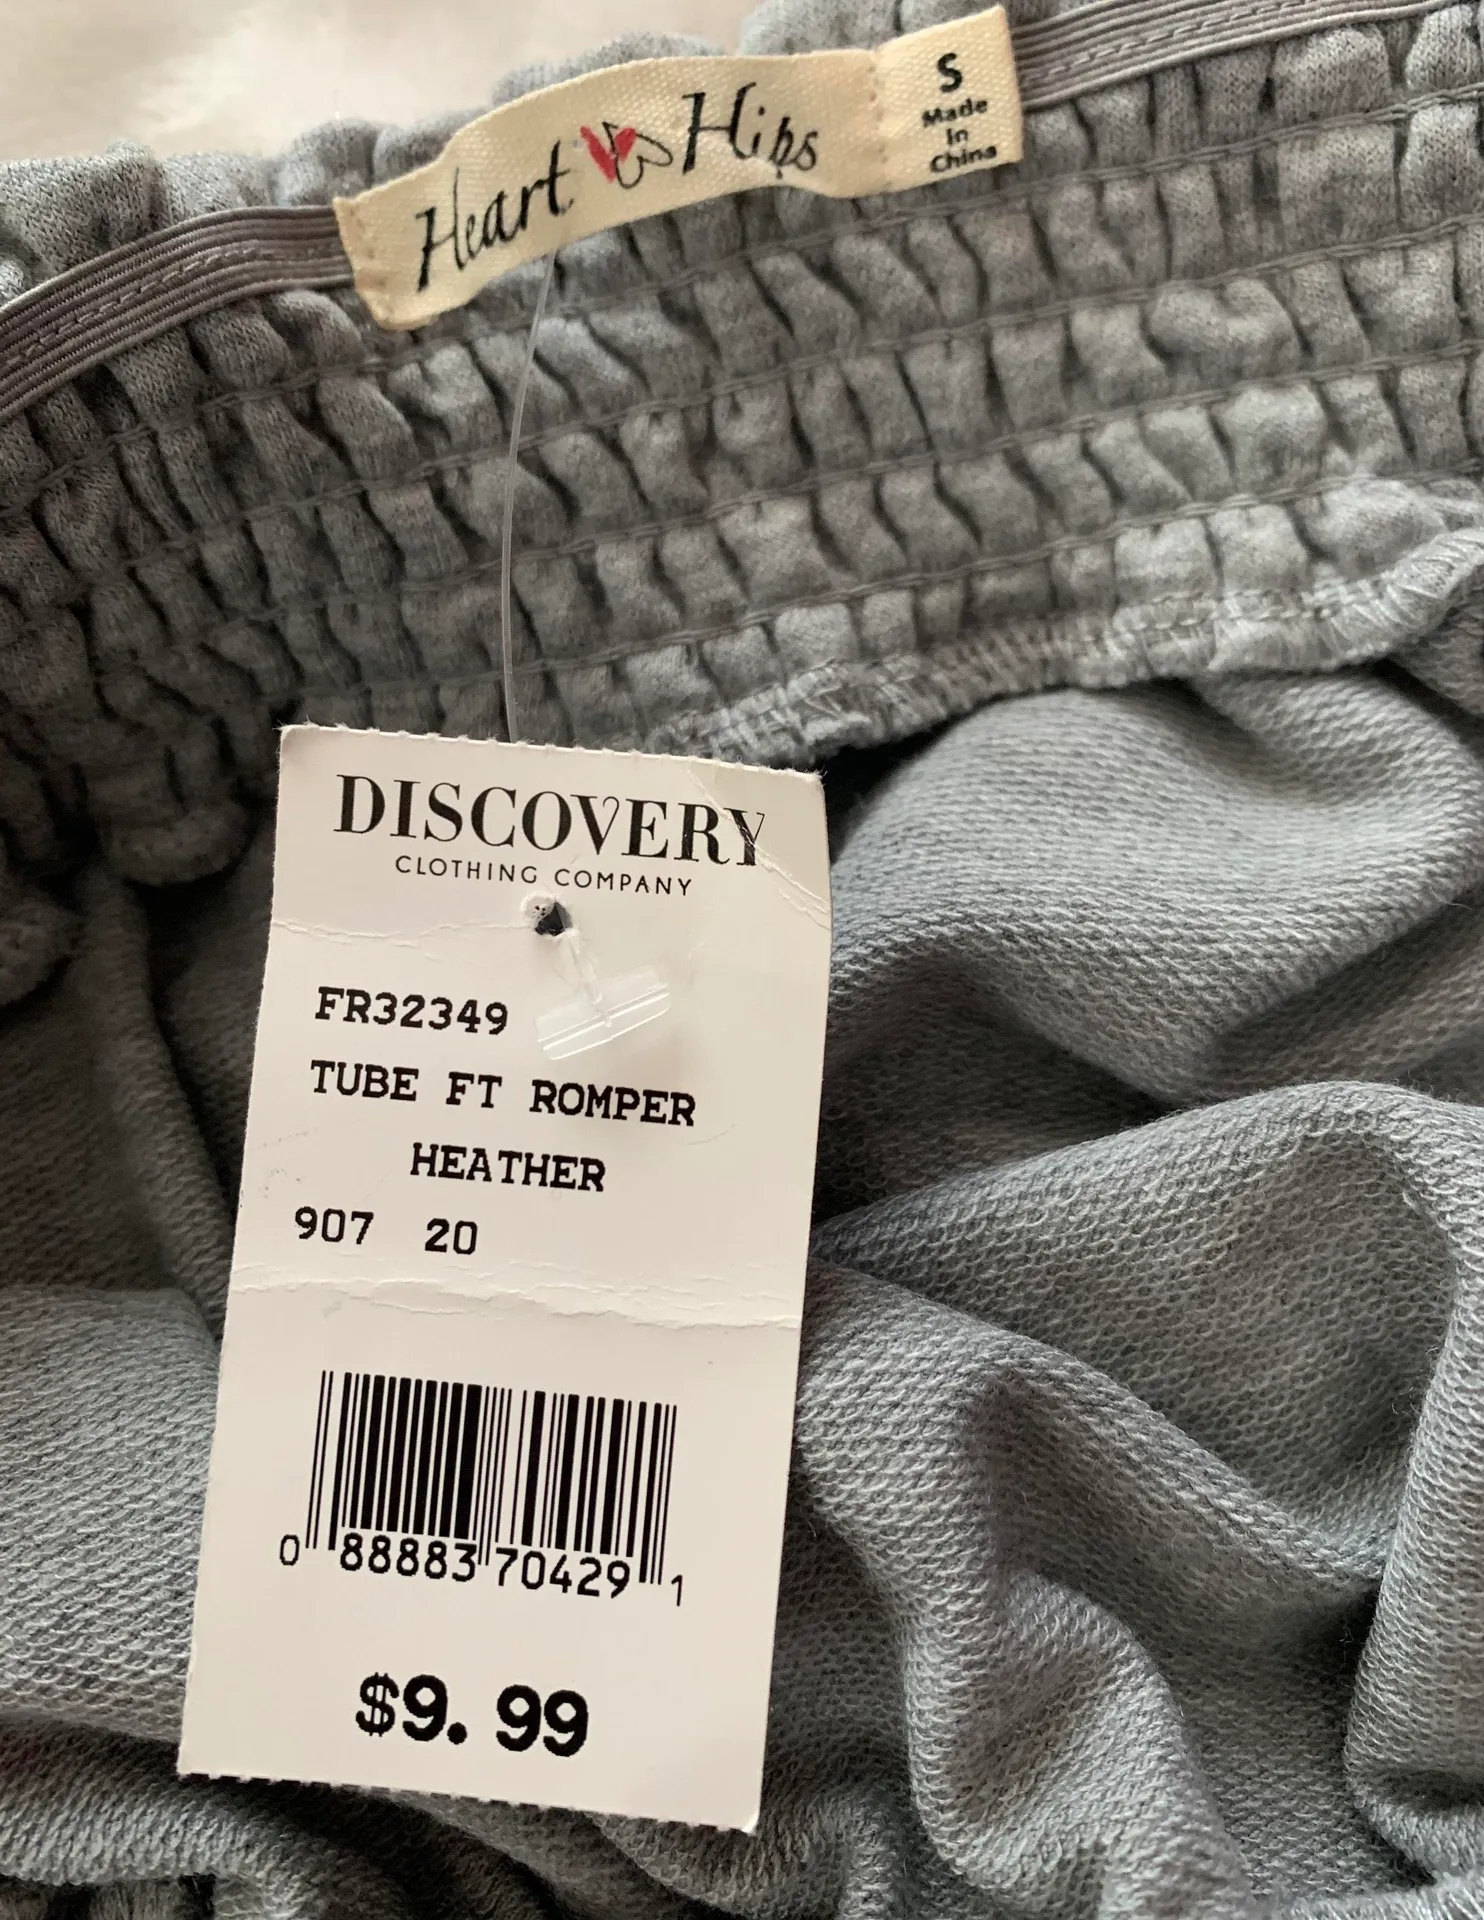 Heart Hips
S
Made
In
China
DISCOVERY
CLOTHING COMPANY
FR32349
TUBE FT ROMPER
HEATHER
907 20
0 88883 70429 1
$9.99